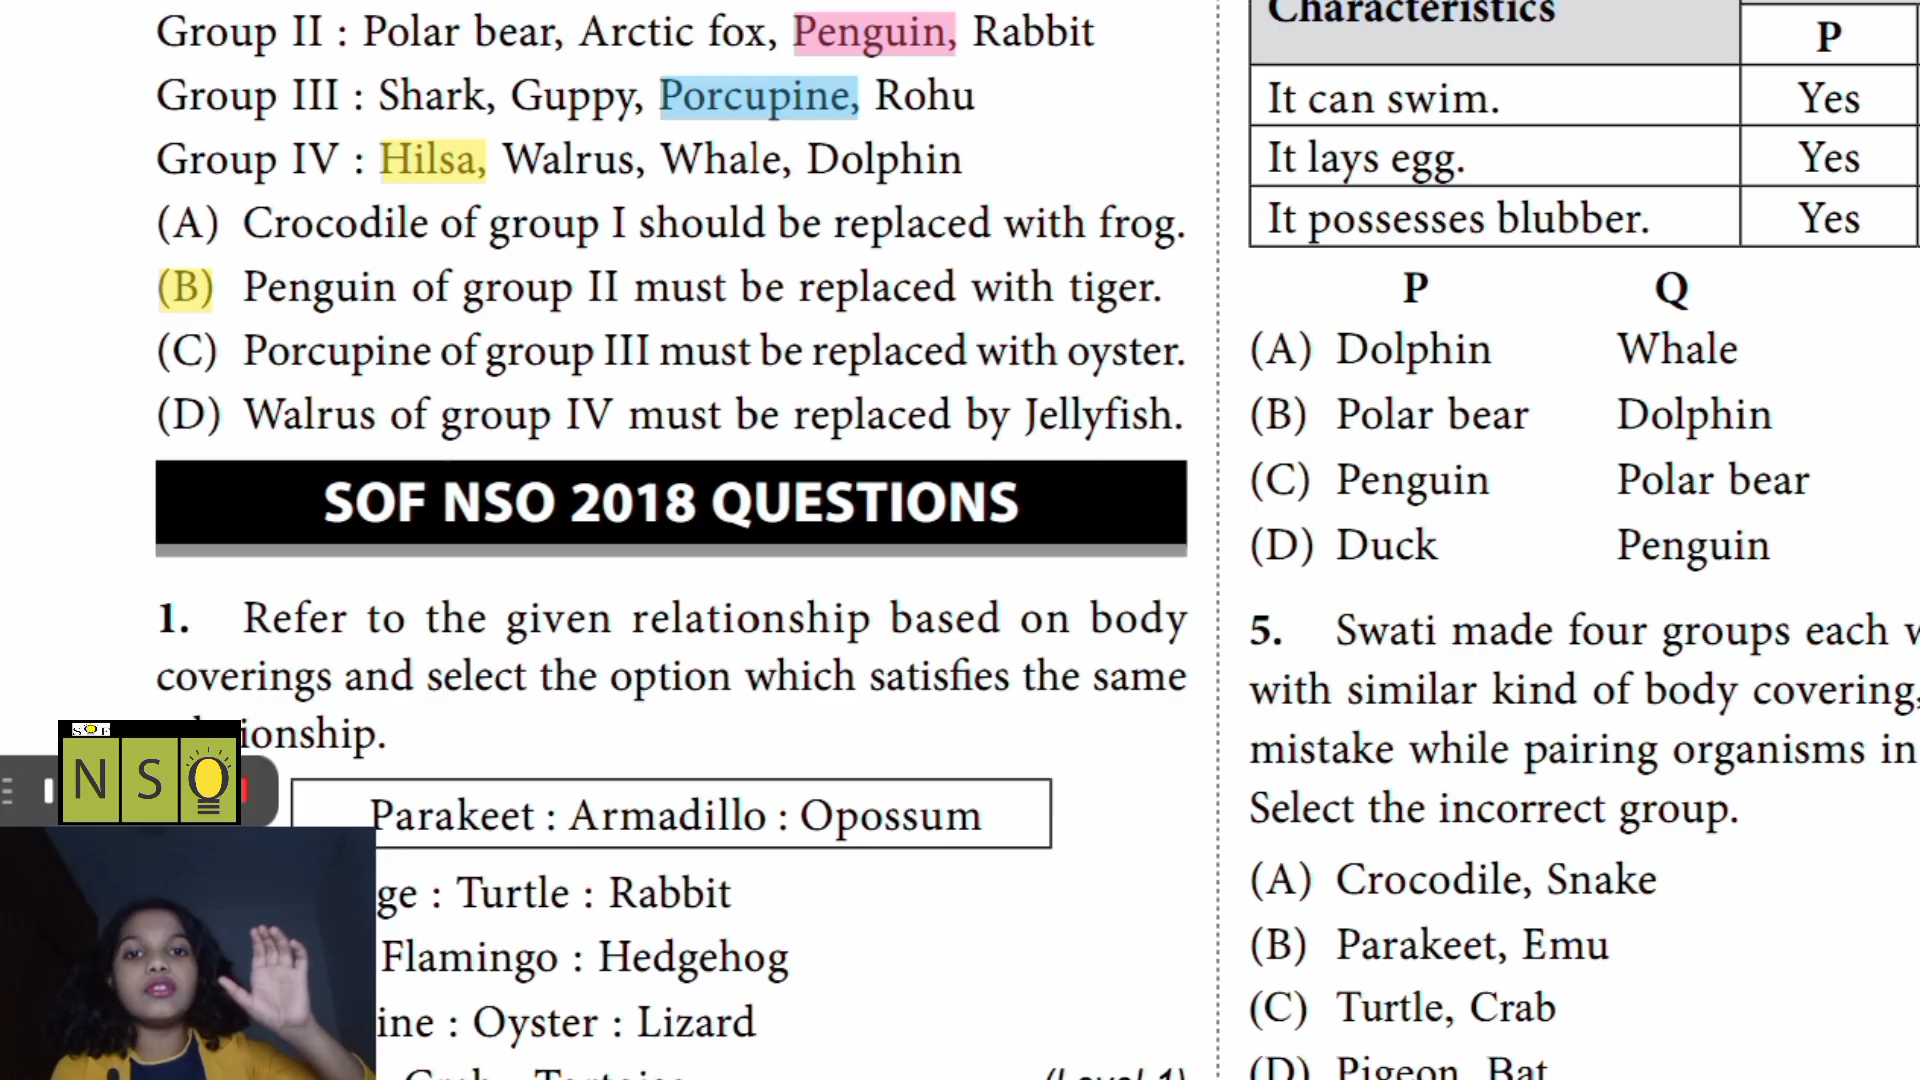 Group II : Polar bear, Arctic fox, Penguin, Rabbit
Group III : Shark, Guppy, Porcupine, Rohu
Group IV : Hilsa, Walrus, Whale, Dolphin
(A) Crocodile of group I should be replaced with frog.
(B) Penguin of group II must be replaced with tiger.
(C) Porcupine of group III must be replaced with oyster.
(D) Walrus of group IV must be replaced by Jellyfish.
SOF NSO 2018 QUESTIONS
1. Refer to the given relationship based on body
coverings and select the option which satisfies the same
ionship.
Parakeet : Armadillo : Opossum
ge : Turtle : Rabbit
Flamingo : Hedgehog
ine : Oyster : Lizard
(Level 1)
SOF
NSO
Characteristics
P
It can swim. Yes
It lays egg. Yes
It possesses blubber. Yes
P Q
(A) Dolphin Whale
(B) Polar bear Dolphin
(C) Penguin Polar bear
(D) Duck Penguin
5. Swati made four groups each
with similar kind of body covering,
mistake while pairing organisms in
Select the incorrect group.
(A) Crocodile, Snake
(B) Parakeet, Emu
(C) Turtle, Crab
(D) Pigeon, Bat